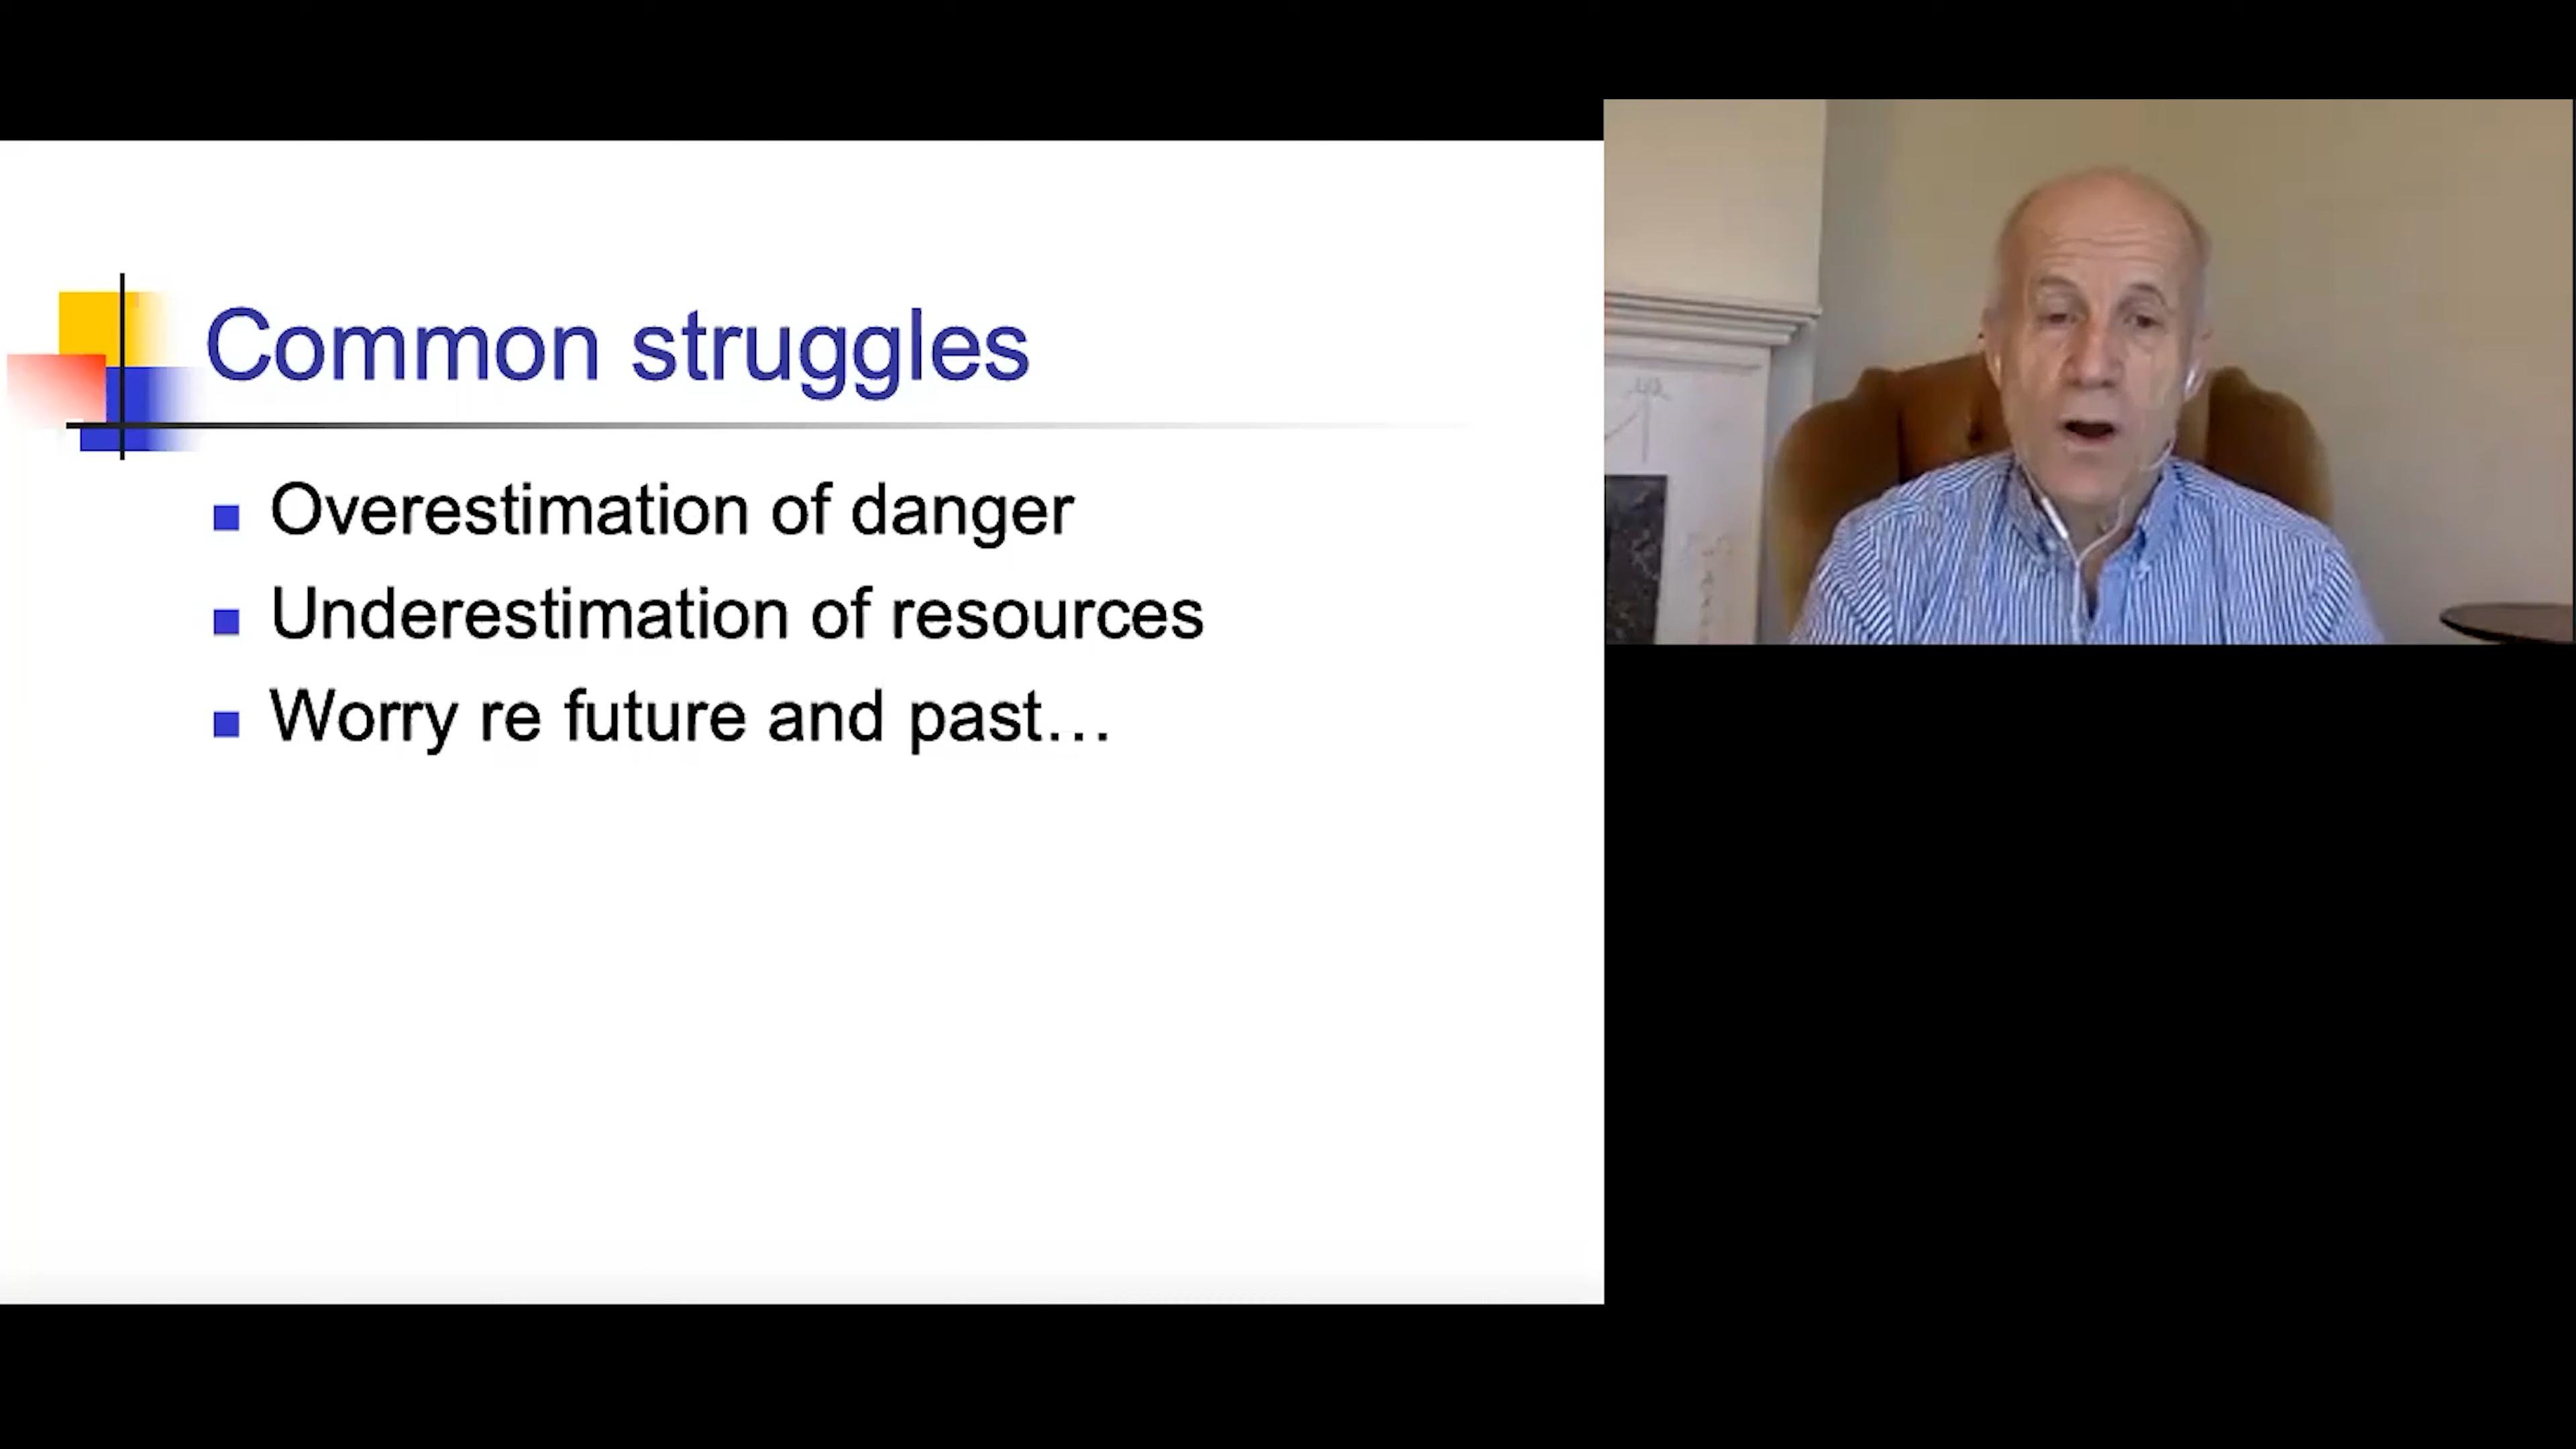 Common struggles
Overestimation of danger
Underestimation of resources
Worry re future and past…